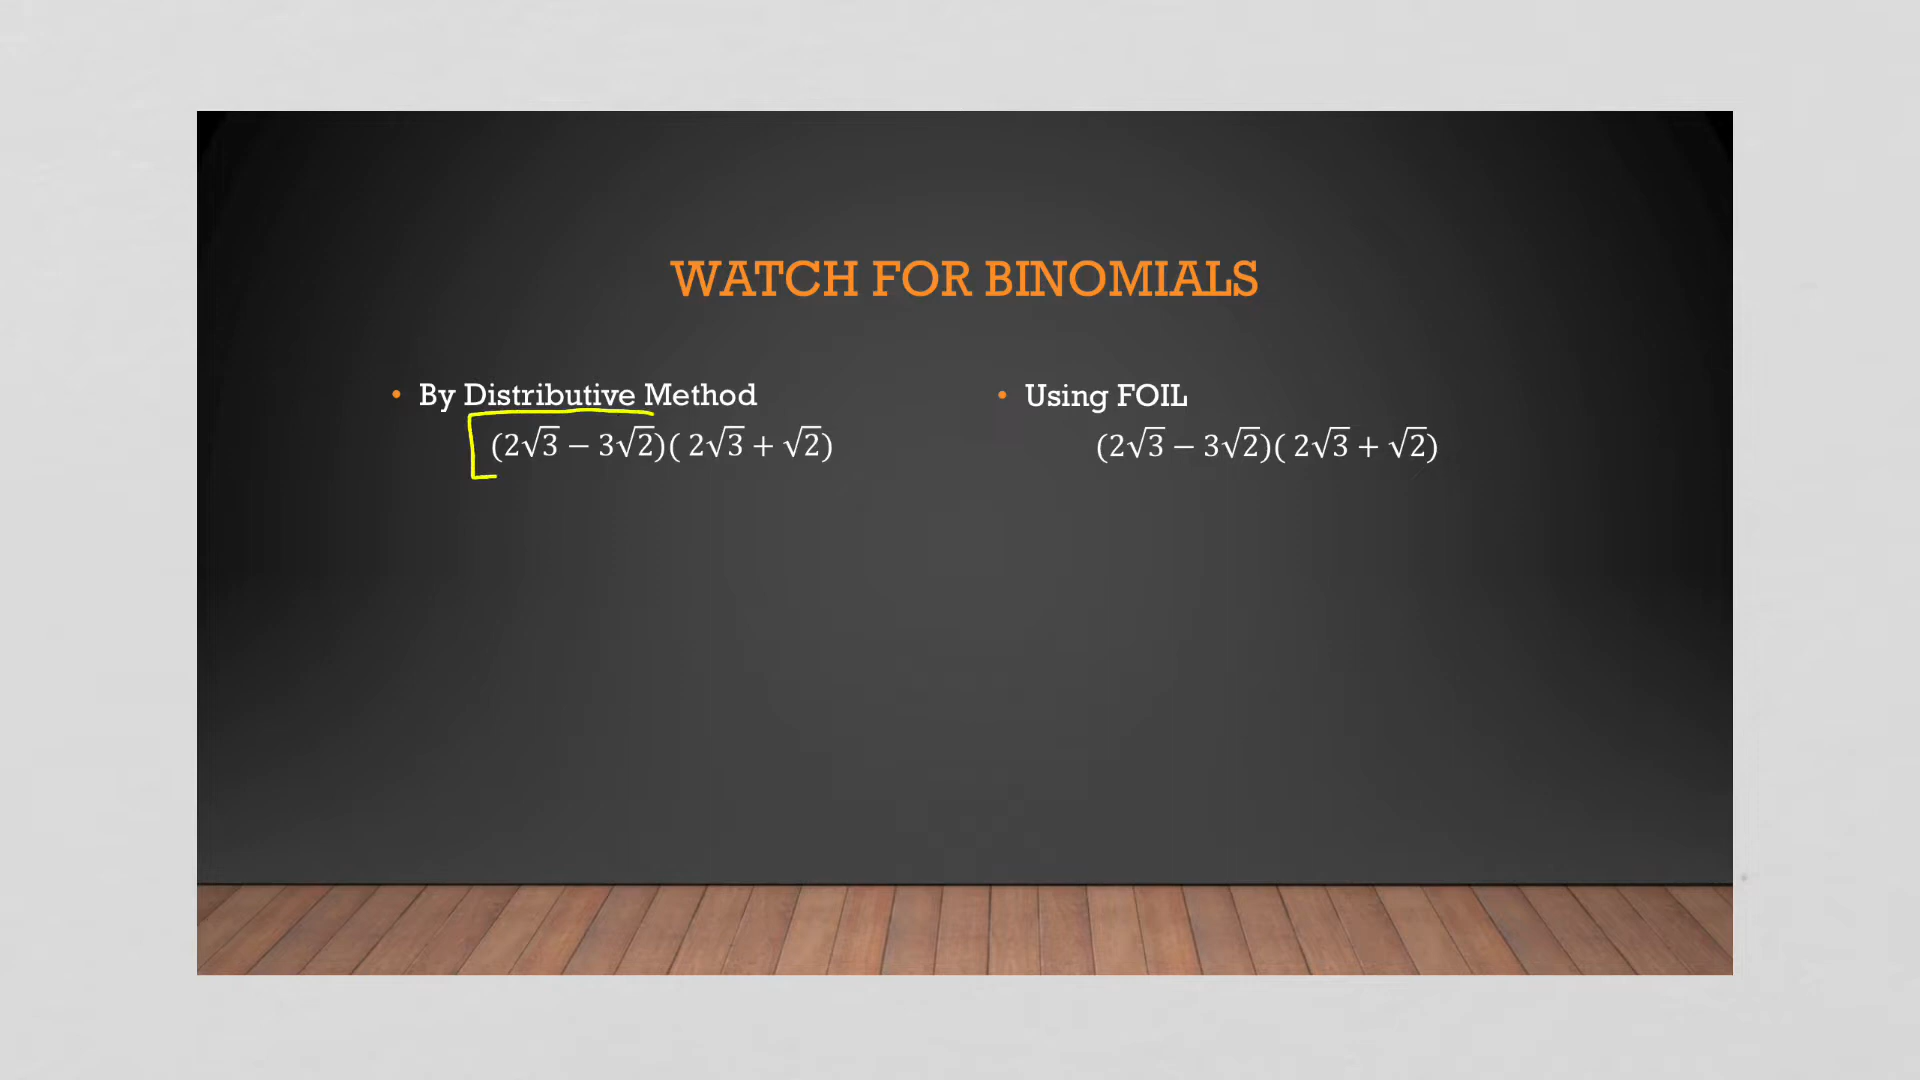 WATCH FOR BINOMIALS
• By Distributive Method
(2√3 − 3√2)( 2√3 + √2)
• Using FOIL
(2√3 − 3√2)( 2√3 + √2)